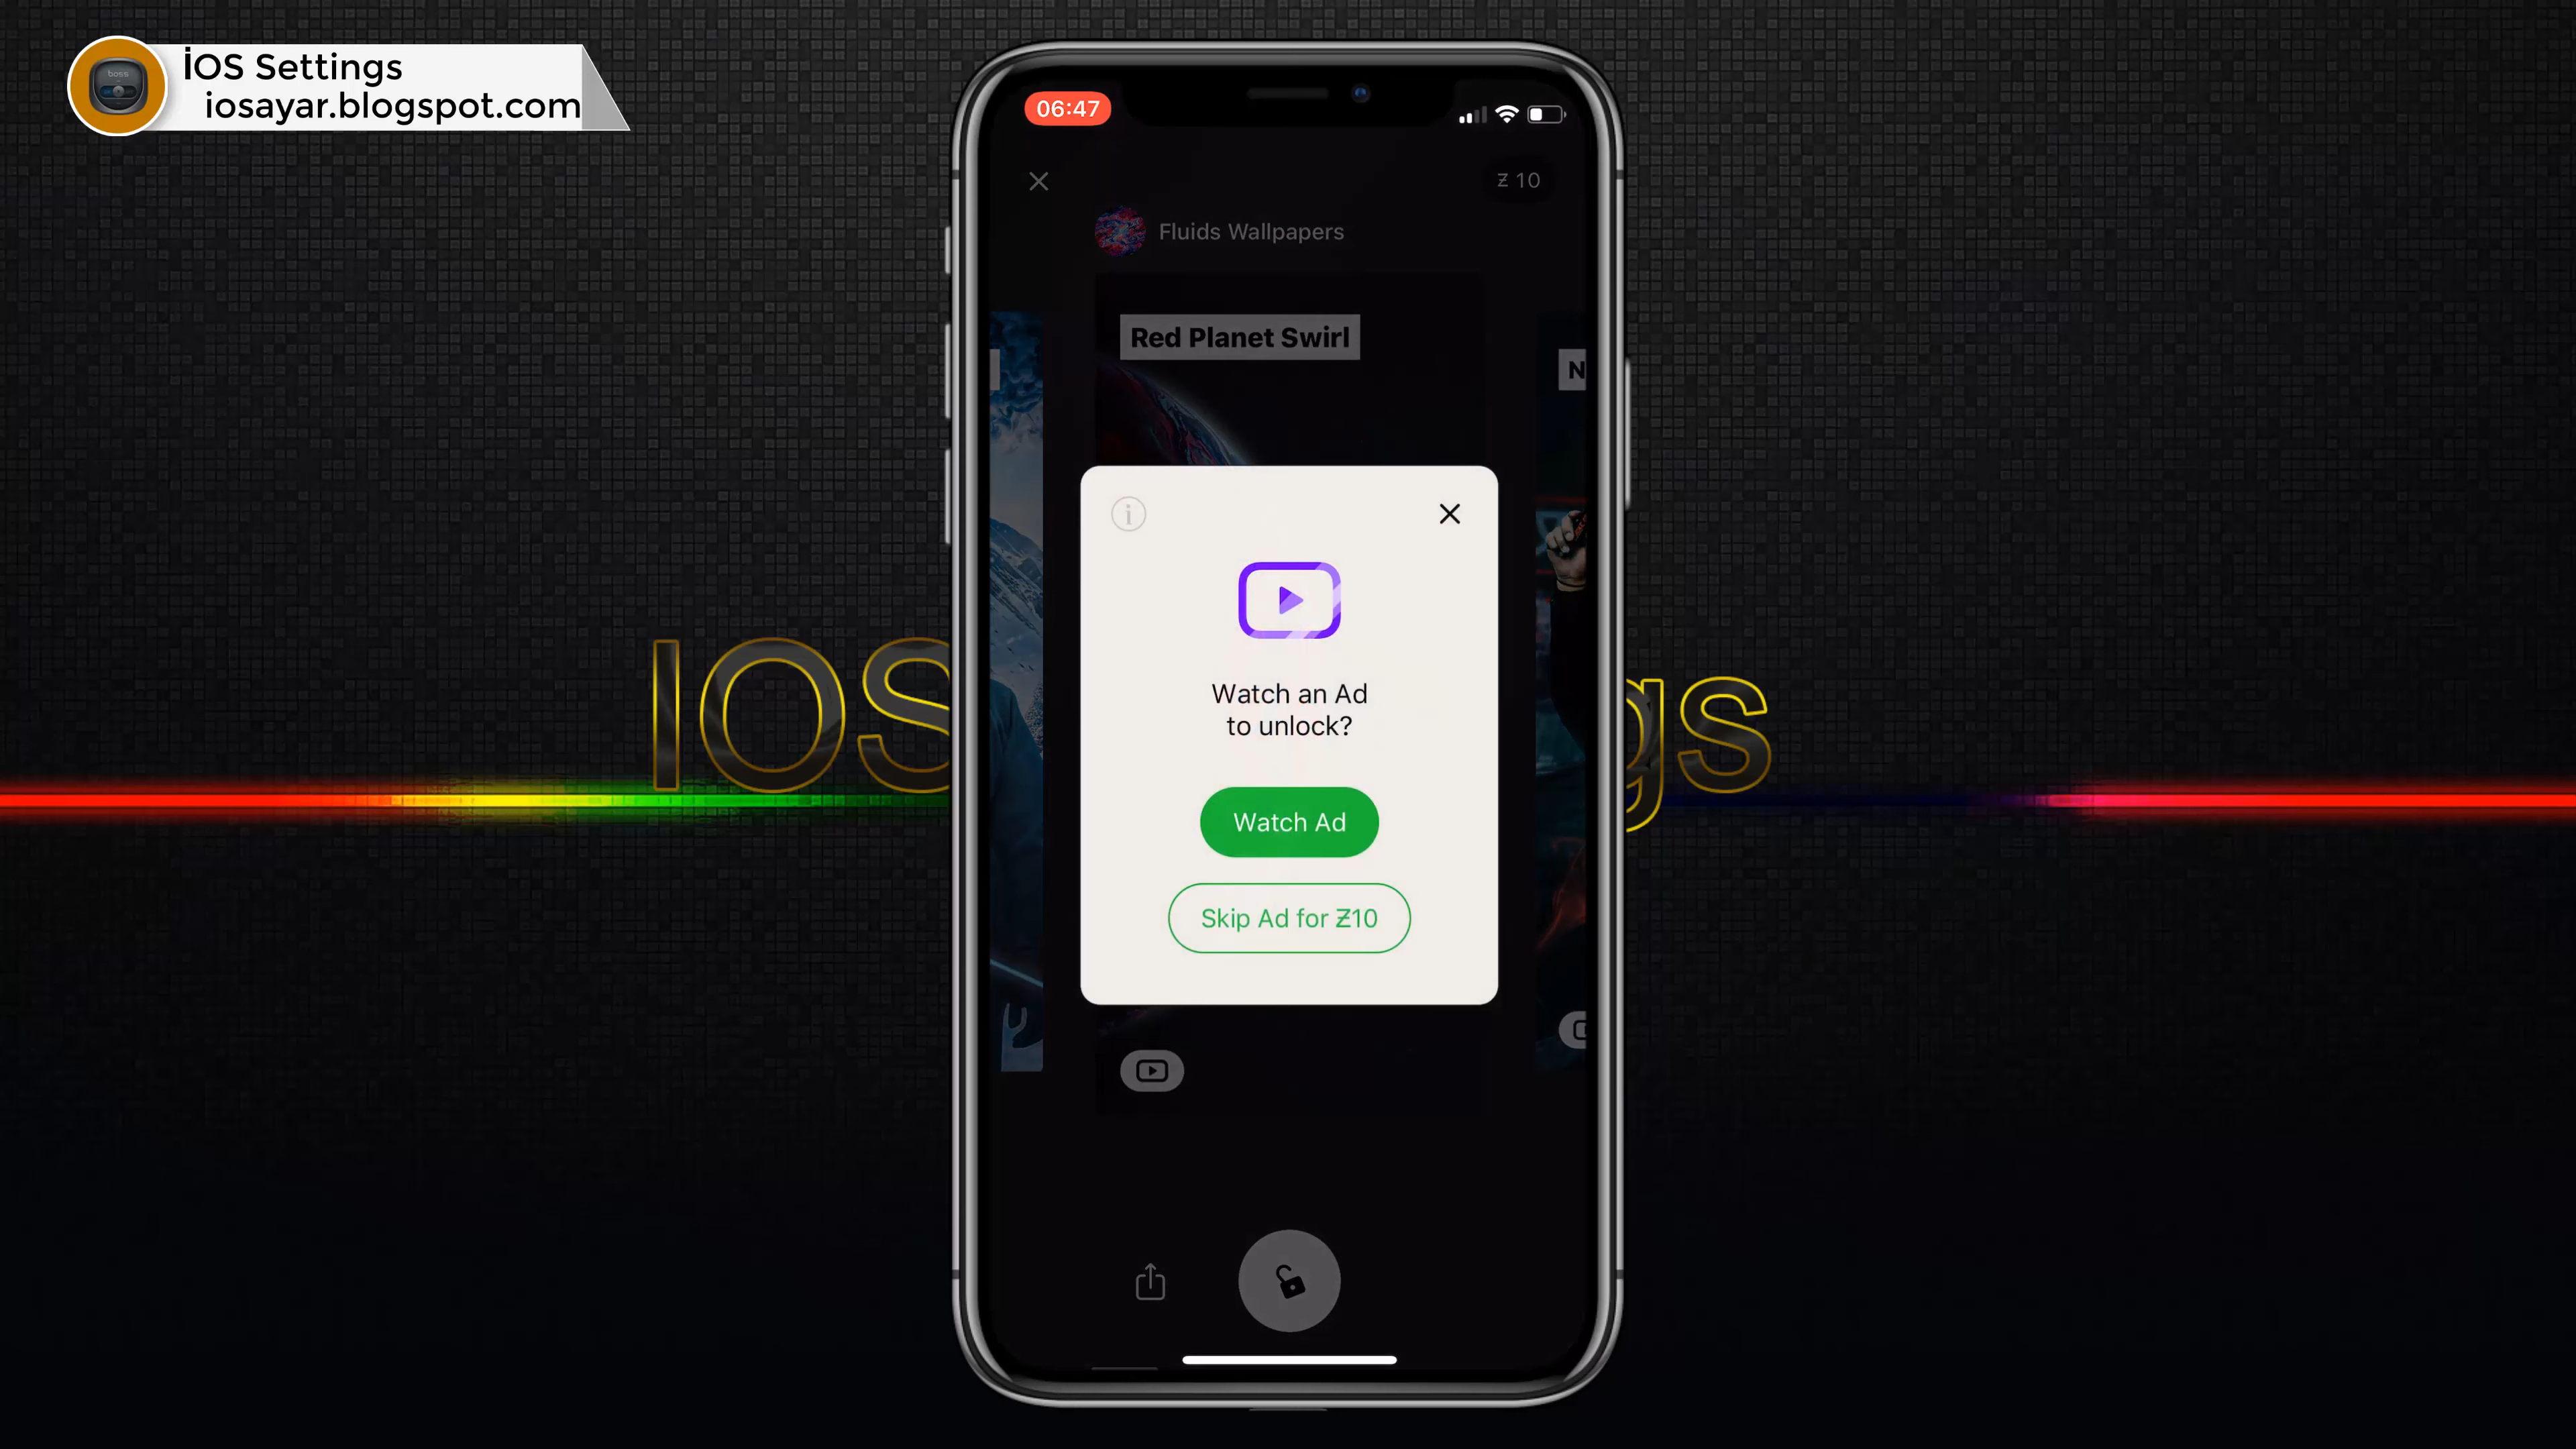 boss
İOS Settings
iosayar.blogspot.com
06:47
Ƶ 10
Fluids Wallpapers
Red Planet Swirl
N
Watch an Ad
to unlock?
Watch Ad
Skip Ad for Ƶ10
IOS gs